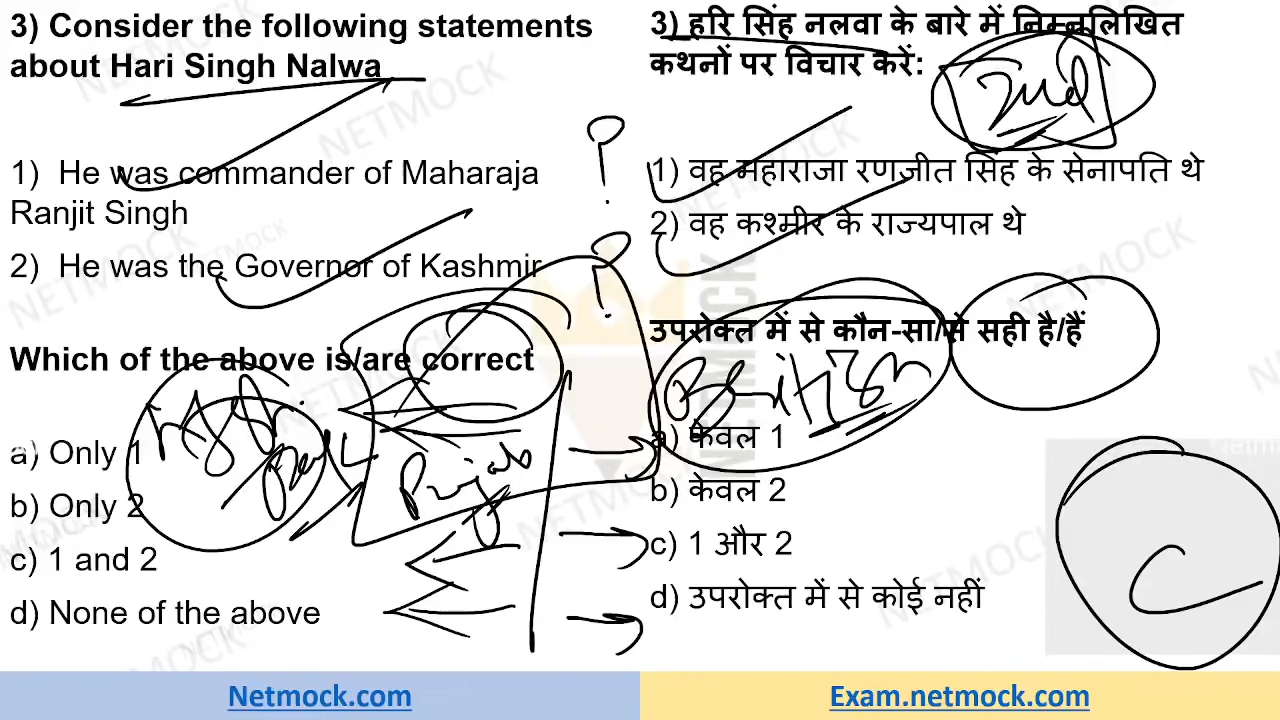 3) Consider the following statements
about Hari Singh Nalwa
1) He was commander of Maharaja
Ranjit Singh
2) He was the Governor of Kashmir
Which of the above is/are correct
a) Only 1
b) Only 2
c) 1 and 2
d) None of the above
3) हरि सिंह नलवा के बारे में निम्नलिखित
कथनों पर विचार करें:
1) वह महाराजा रणजीत सिंह के सेनापति थे
2) वह कश्मीर के राज्यपाल थे
उपरोक्त में से कौन-सा/से सही है/हैं
a) केवल 1
b) केवल 2
c) 1 और 2
d) उपरोक्त में से कोई नहीं
Punjab
British
C
NETMOCK
Netmock.com
Exam.netmock.com